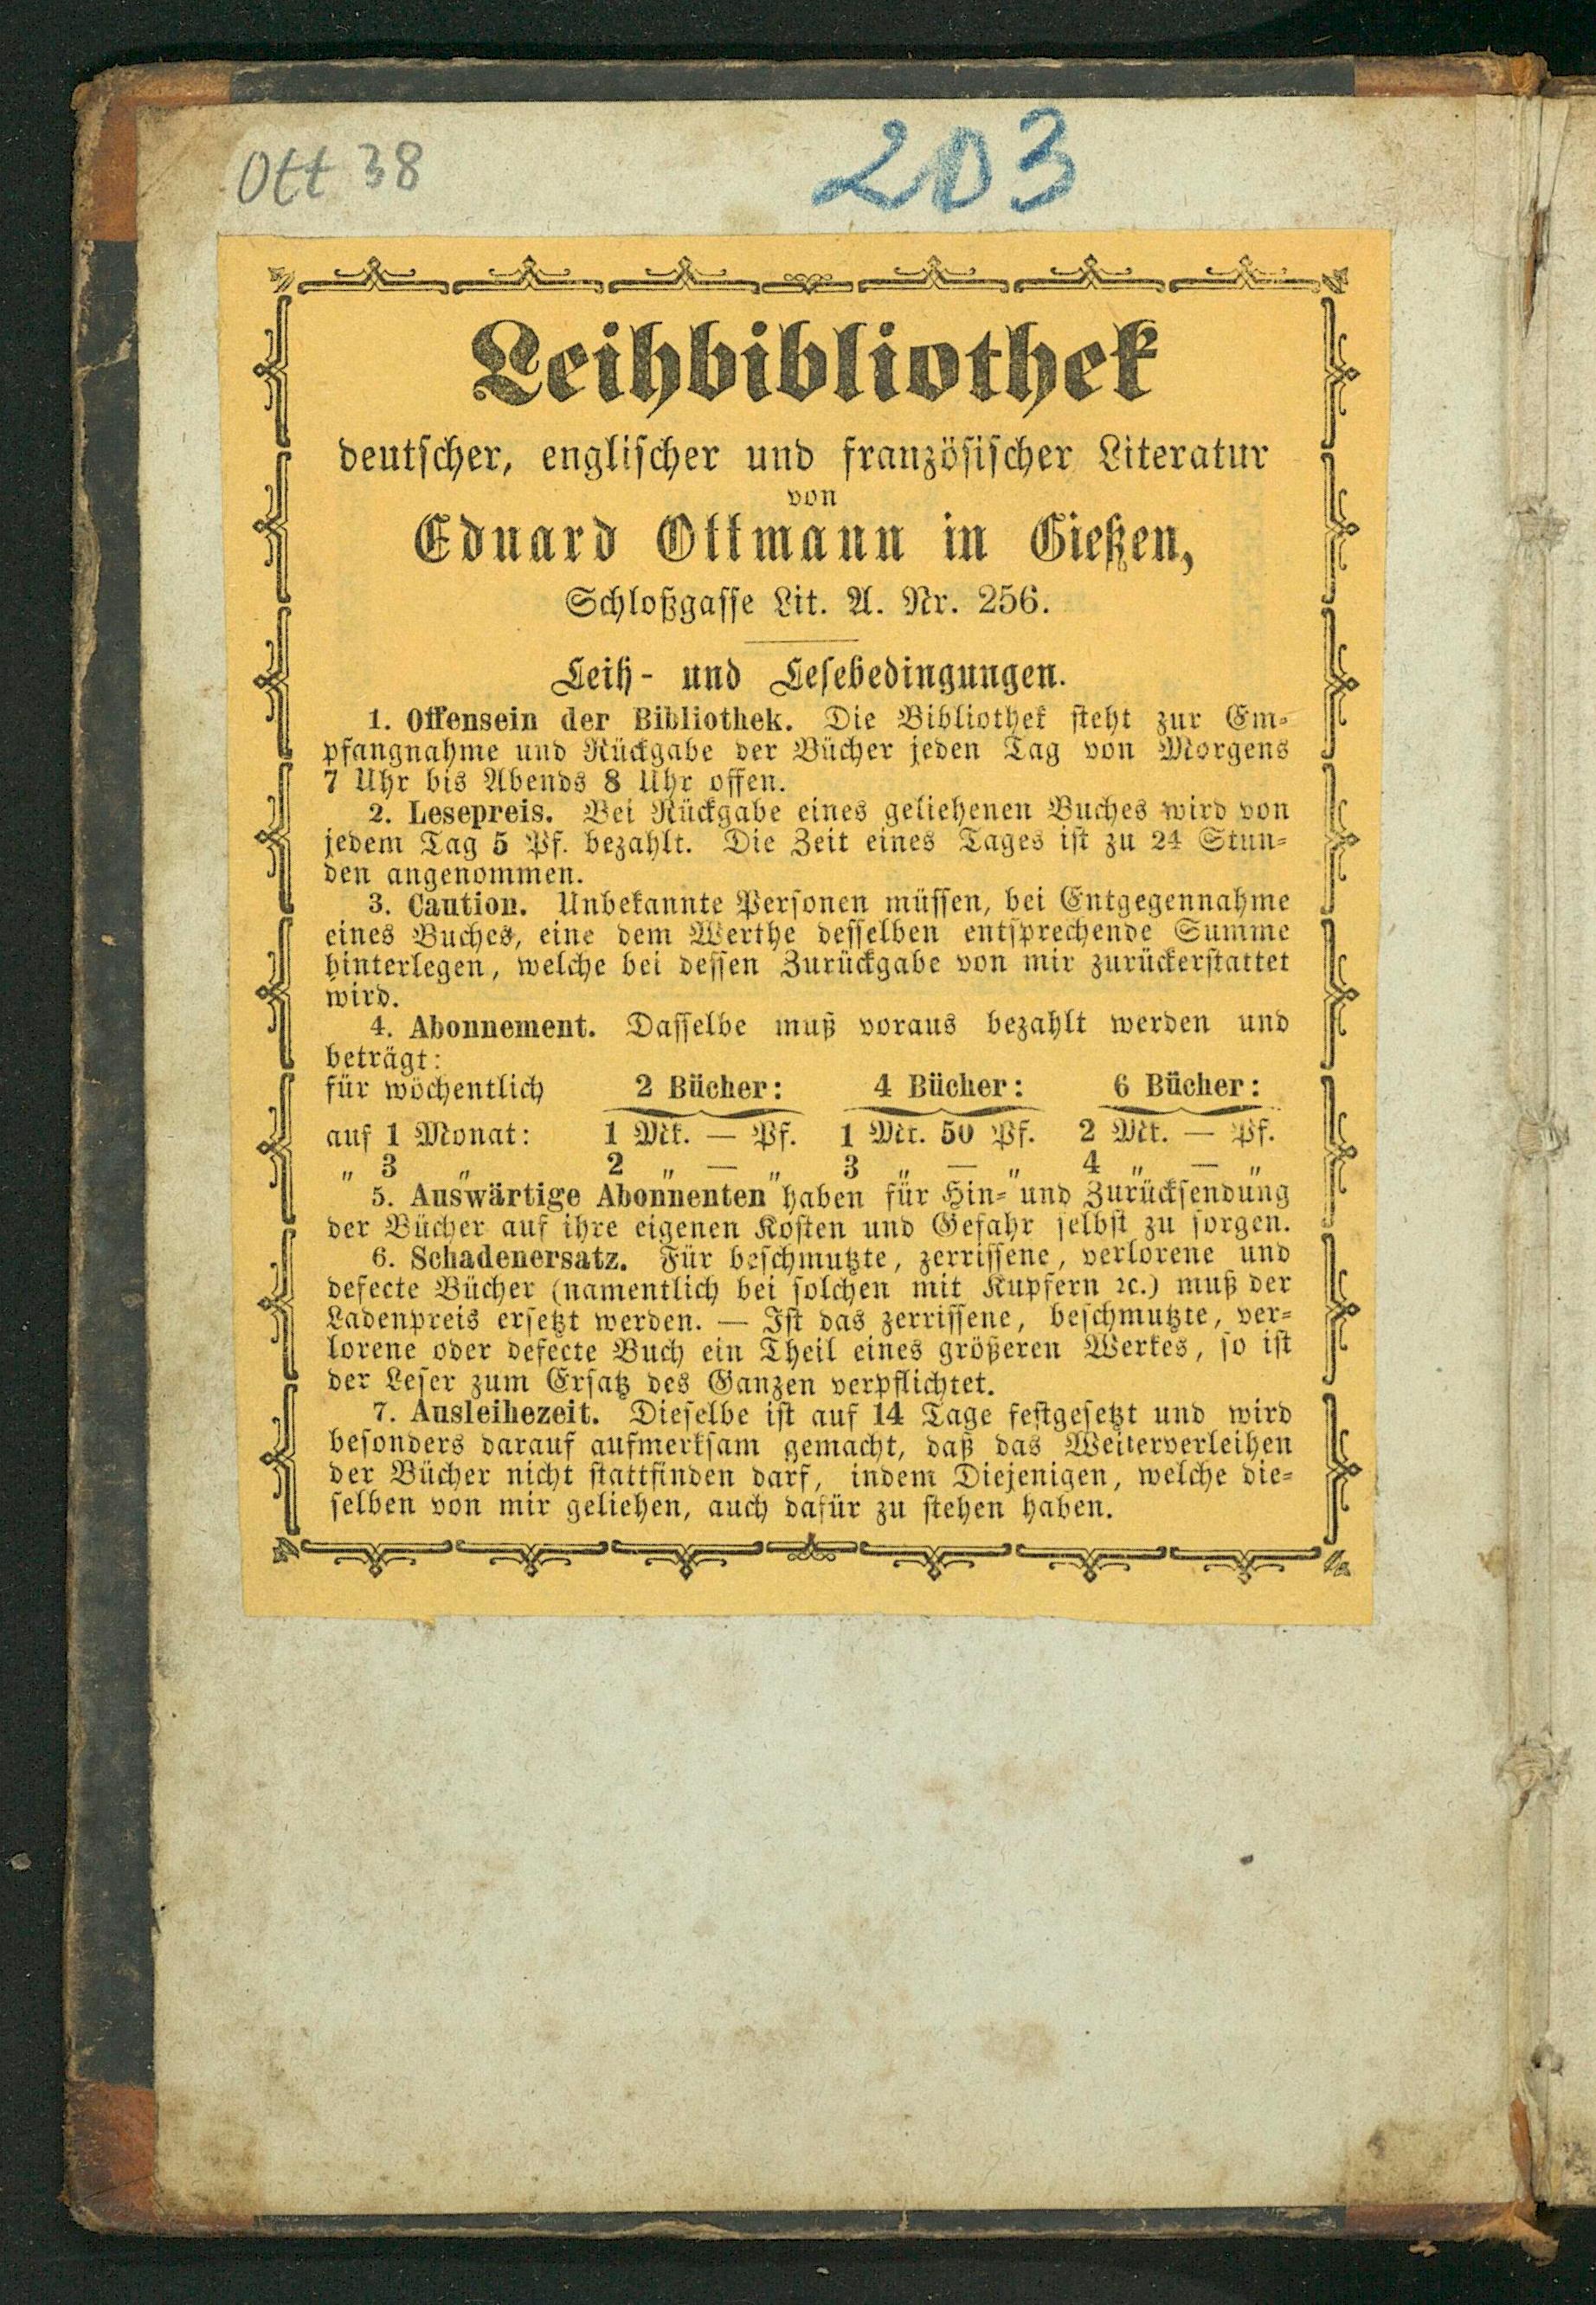 Ott 38
203
Leihbibliothek
deutscher, englischer und französischer Literatur
von
Eduard Ottmann in Gießen,
Schloßgasse Lit. A. Nr. 256.
Leih- und Lesebedingungen.
1. Offensein der Bibliothek. Die Bibliothek steht zur Em-
pfangnahme und Rückgabe der Bücher jeden Tag von Morgens
7 Uhr bis Abends 8 Uhr offen.
2. Lesepreis. Bei Rückgabe eines geliehenen Buches wird von
jedem Tag 5 Pf. bezahlt. Die Zeit eines Tages ist zu 24 Stun-
den angenommen.
3. Caution. Unbekannte Personen müssen, bei Entgegennahme
eines Buches, eine dem Werthe desselben entsprechende Summe
hinterlegen, welche bei dessen Zurückgabe von mir zurückerstattet
wird.
4. Abonnement. Dasselbe muß voraus bezahlt werden und
beträgt:
für wöchentlich 2 Bücher: 4 Bücher: 6 Bücher:
auf 1 Monat: 1 Mk. — Pf. 1 Mk. 50 Pf. 2 Mk. — Pf.
„ 3 „ 2 „ — „ 3 „ — „ 4 „ — „
5. Auswärtige Abonnenten haben für Hin- und Zurücksendung
der Bücher auf ihre eigenen Kosten und Gefahr selbst zu sorgen.
6. Schadenersatz. Für beschmutzte, zerrissene, verlorene und
defecte Bücher (namentlich bei solchen mit Kupfern ꝛc.) muß der
Ladenpreis ersetzt werden. — Ist das zerrissene, beschmutzte, ver-
lorene oder defecte Buch ein Theil eines größeren Werkes, so ist
der Leser zum Ersatz des Ganzen verpflichtet.
7. Ausleihezeit. Dieselbe ist auf 14 Tage festgesetzt und wird
besonders darauf aufmerksam gemacht, daß das Weiterverleihen
der Bücher nicht stattfinden darf, indem Diejenigen, welche die-
selben von mir geliehen, auch dafür zu stehen haben.